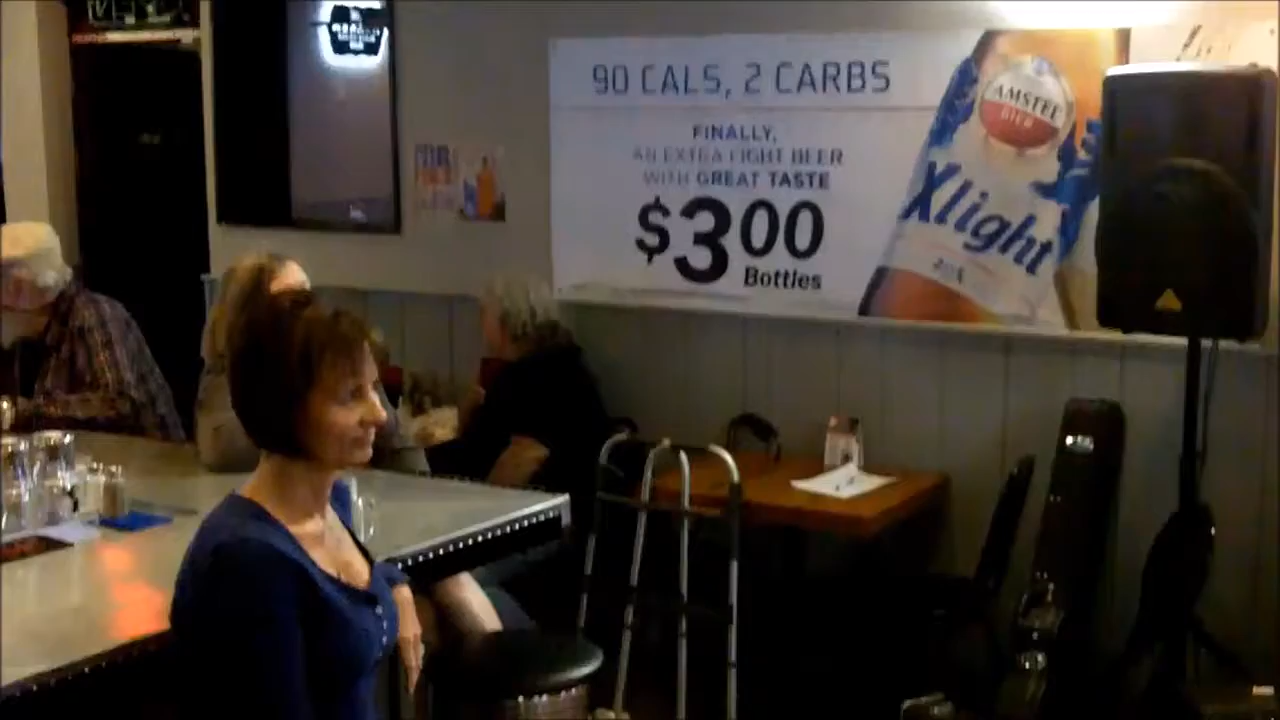 90 CALS, 2 CARBS
FINALLY,
AN EXTRA LIGHT BEER
WITH GREAT TASTE
$3.00
Bottles
AMSTEL
BIER
Xlight